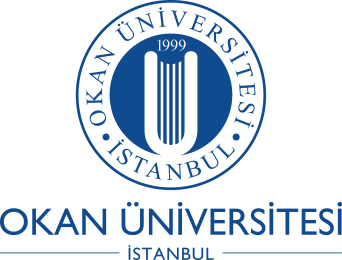 OKAN ÜNİVERSİTESİ
1999
• İSTANBUL •
OKAN ÜNİVERSİTESİ
İSTANBUL